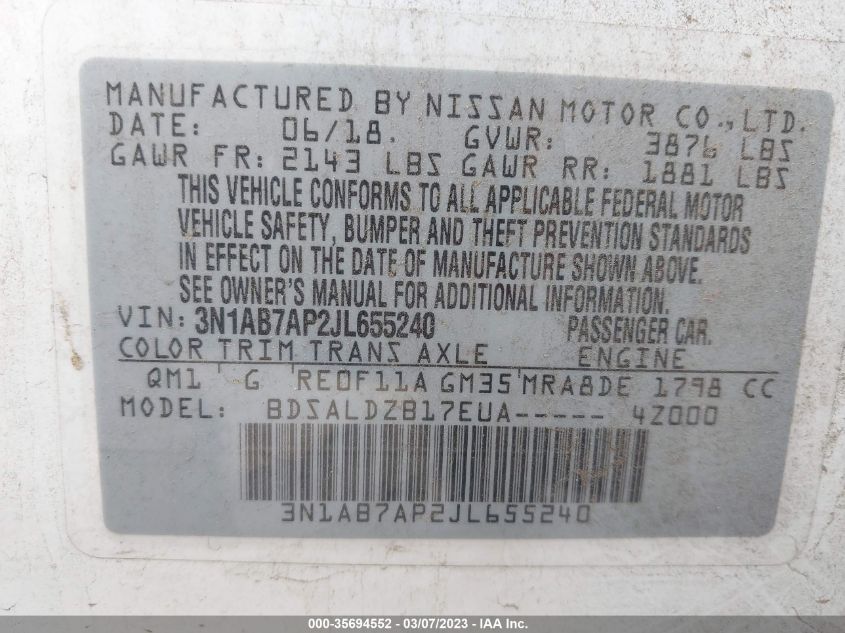 MANUFACTURED BY NISSAN MOTOR CO., LTD.
DATE: 06/18. GVWR: 3876 LBS
GAWR FR: 2143 LBS GAWR RR: 1881 LBS
THIS VEHICLE CONFORMS TO ALL APPLICABLE FEDERAL MOTOR
VEHICLE SAFETY, BUMPER AND THEFT PREVENTION STANDARDS
IN EFFECT ON THE DATE OF MANUFACTURE SHOWN ABOVE.
SEE OWNER'S MANUAL FOR ADDITIONAL INFORMATION.
VIN: 3N1AB7AP2JL655240 PASSENGER CAR.
COLOR TRIM TRANS AXLE ENGINE
QM1 G RE0F11A GM35 MRA8DE 1798 CC
MODEL: BDSALDZB17EUA----- 4Z000
3N1AB7AP2JL655240
000-35694552 — 03/07/2023 — IAA Inc.